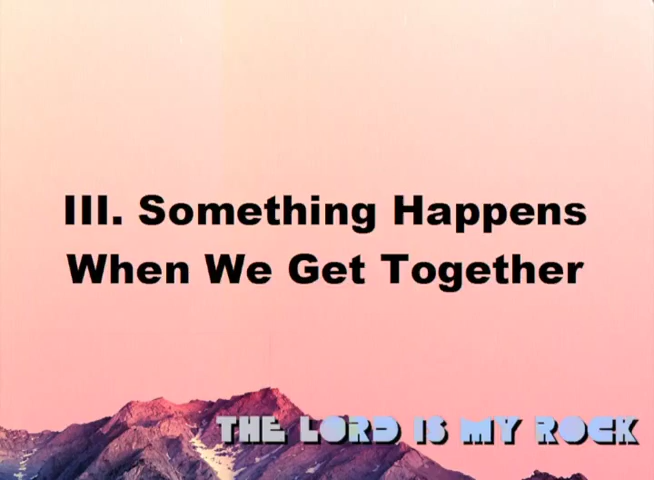 III. Something Happens
When We Get Together
THE LORD IS MY ROCK